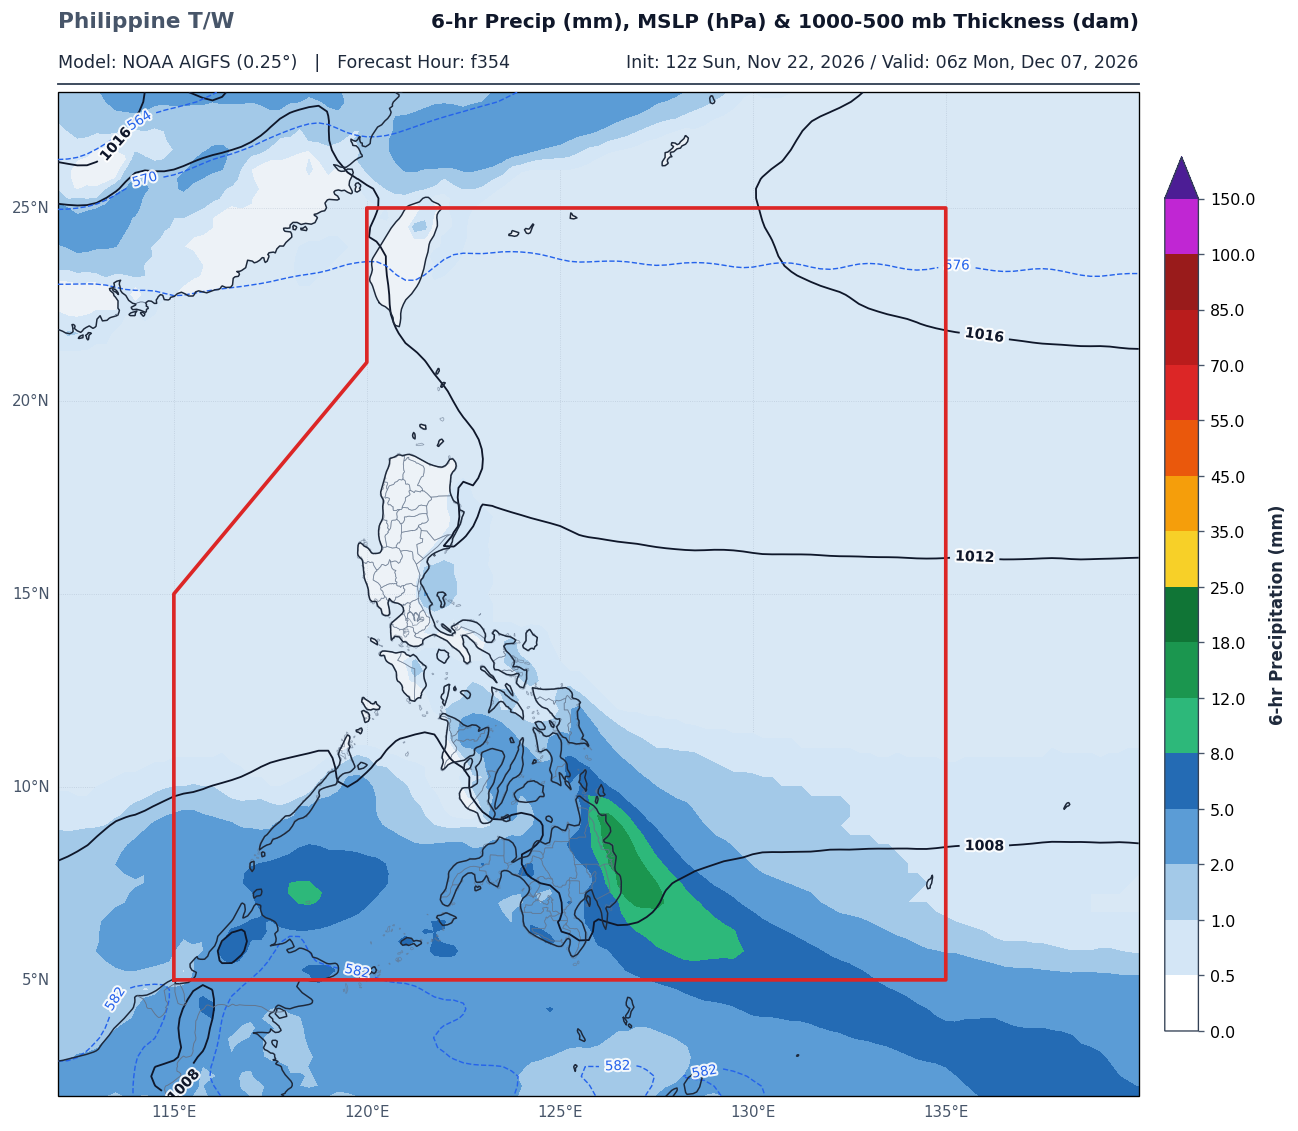 Philippine T/W
6-hr Precip (mm), MSLP (hPa) & 1000-500 mb Thickness (dam)
Model: NOAA AIGFS (0.25°) | Forecast Hour: f354
Init: 12z Sun, Nov 22, 2026 / Valid: 06z Mon, Dec 07, 2026
564
1016
570
25°N
576
1016
20°N
1012
15°N
10°N
1008
5°N
582
582
582
582
1008
115°E
120°E
125°E
130°E
135°E
150.0
100.0
85.0
70.0
55.0
45.0
35.0
25.0
18.0
12.0
8.0
5.0
2.0
1.0
0.5
0.0
6-hr Precipitation (mm)